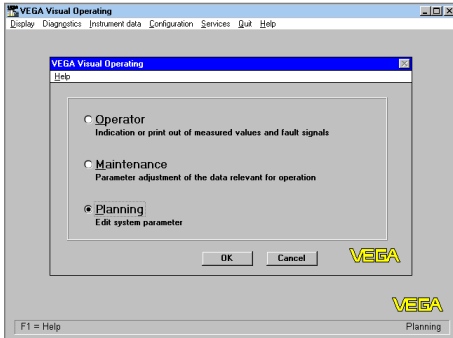 VEGA Visual Operating
Display Diagnostics Instrument data Configuration Services Quit Help
VEGA Visual Operating
Help
Operator
Indication or print out of measured values and fault signals
Maintenance
Parameter adjustment of the data relevant for operation
Planning
Edit system parameter
OK Cancel
VEGA
VEGA
F1 = Help Planning